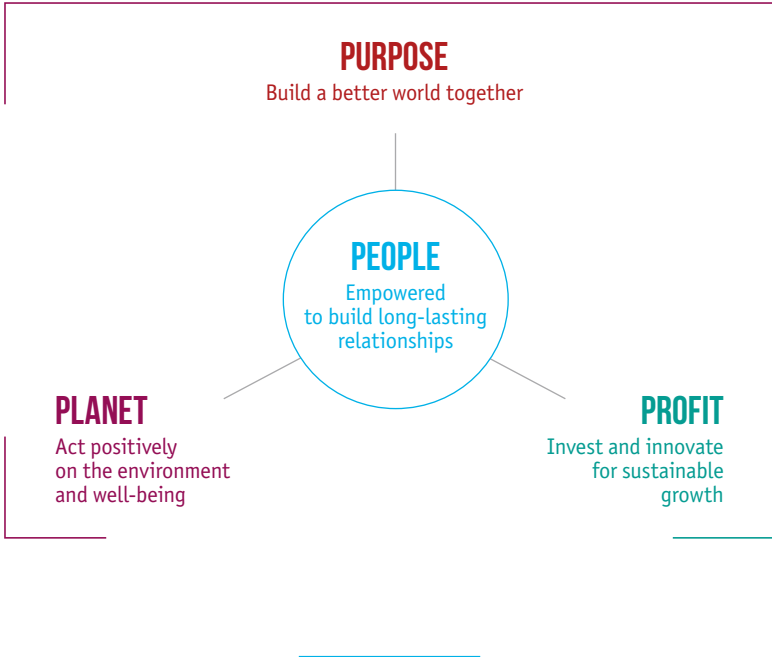 PURPOSE
Build a better world together
PEOPLE
Empowered
to build long-lasting
relationships
PLANET
Act positively
on the environment
and well-being
PROFIT
Invest and innovate
for sustainable
growth